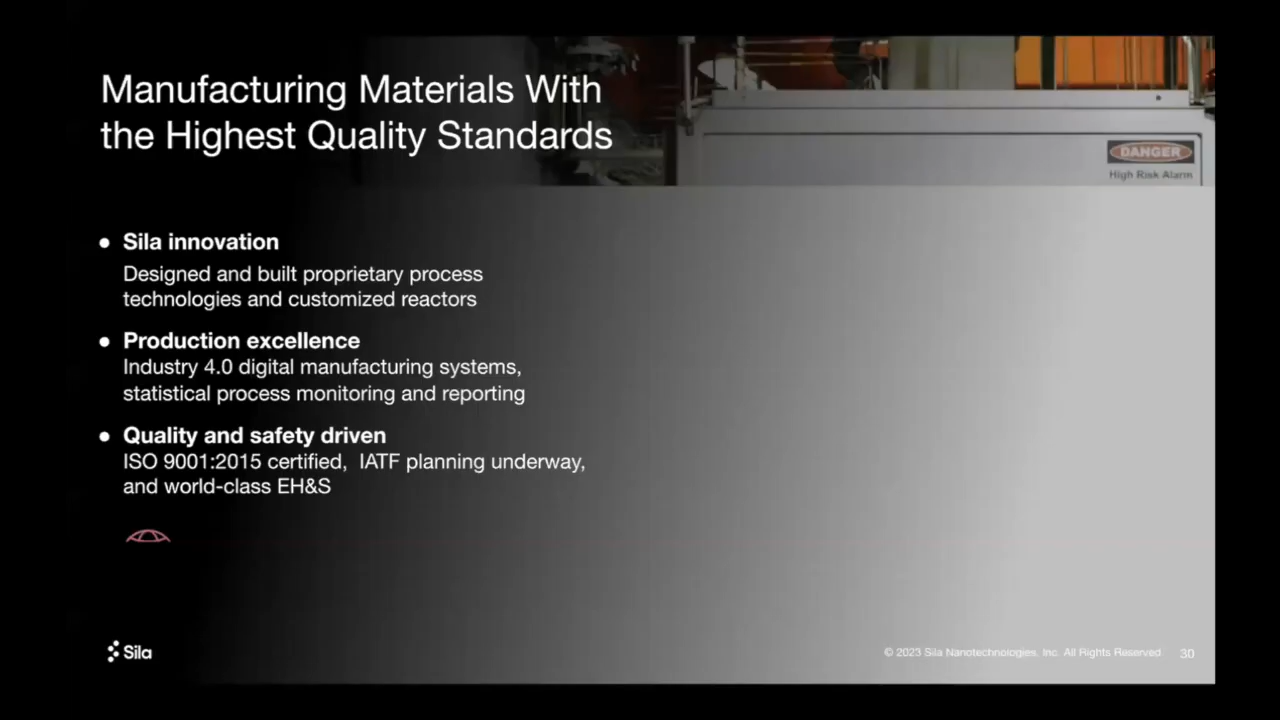 Manufacturing Materials With
the Highest Quality Standards
DANGER
High Risk Alarm
● Sila innovation
Designed and built proprietary process
technologies and customized reactors
● Production excellence
Industry 4.0 digital manufacturing systems,
statistical process monitoring and reporting
● Quality and safety driven
ISO 9001:2015 certified, IATF planning underway,
and world-class EH&S
Sila
© 2023 Sila Nanotechnologies, Inc. All Rights Reserved
30